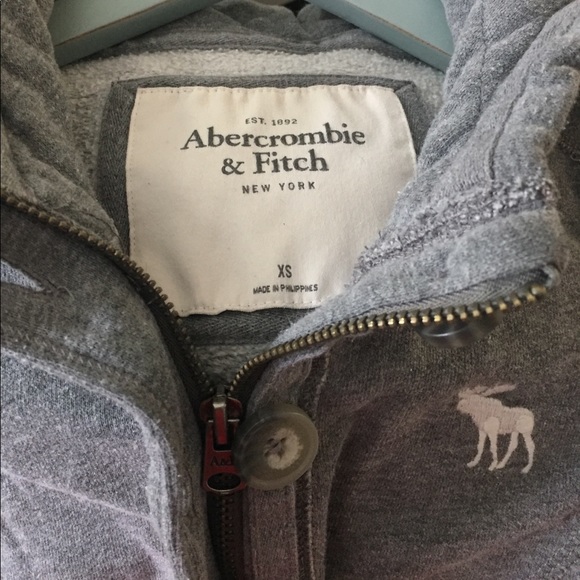 EST. 1892
Abercrombie
& Fitch
NEW YORK
XS
MADE IN PHILIPPINES
A&F